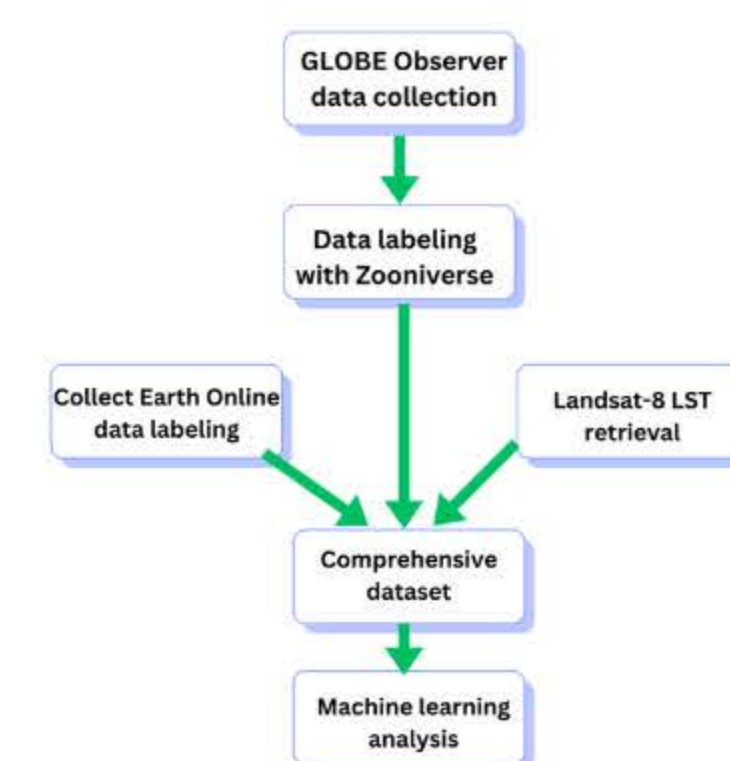 GLOBE Observer
data collection
Data labeling
with Zooniverse
Collect Earth Online
data labeling
Landsat-8 LST
retrieval
Comprehensive
dataset
Machine learning
analysis